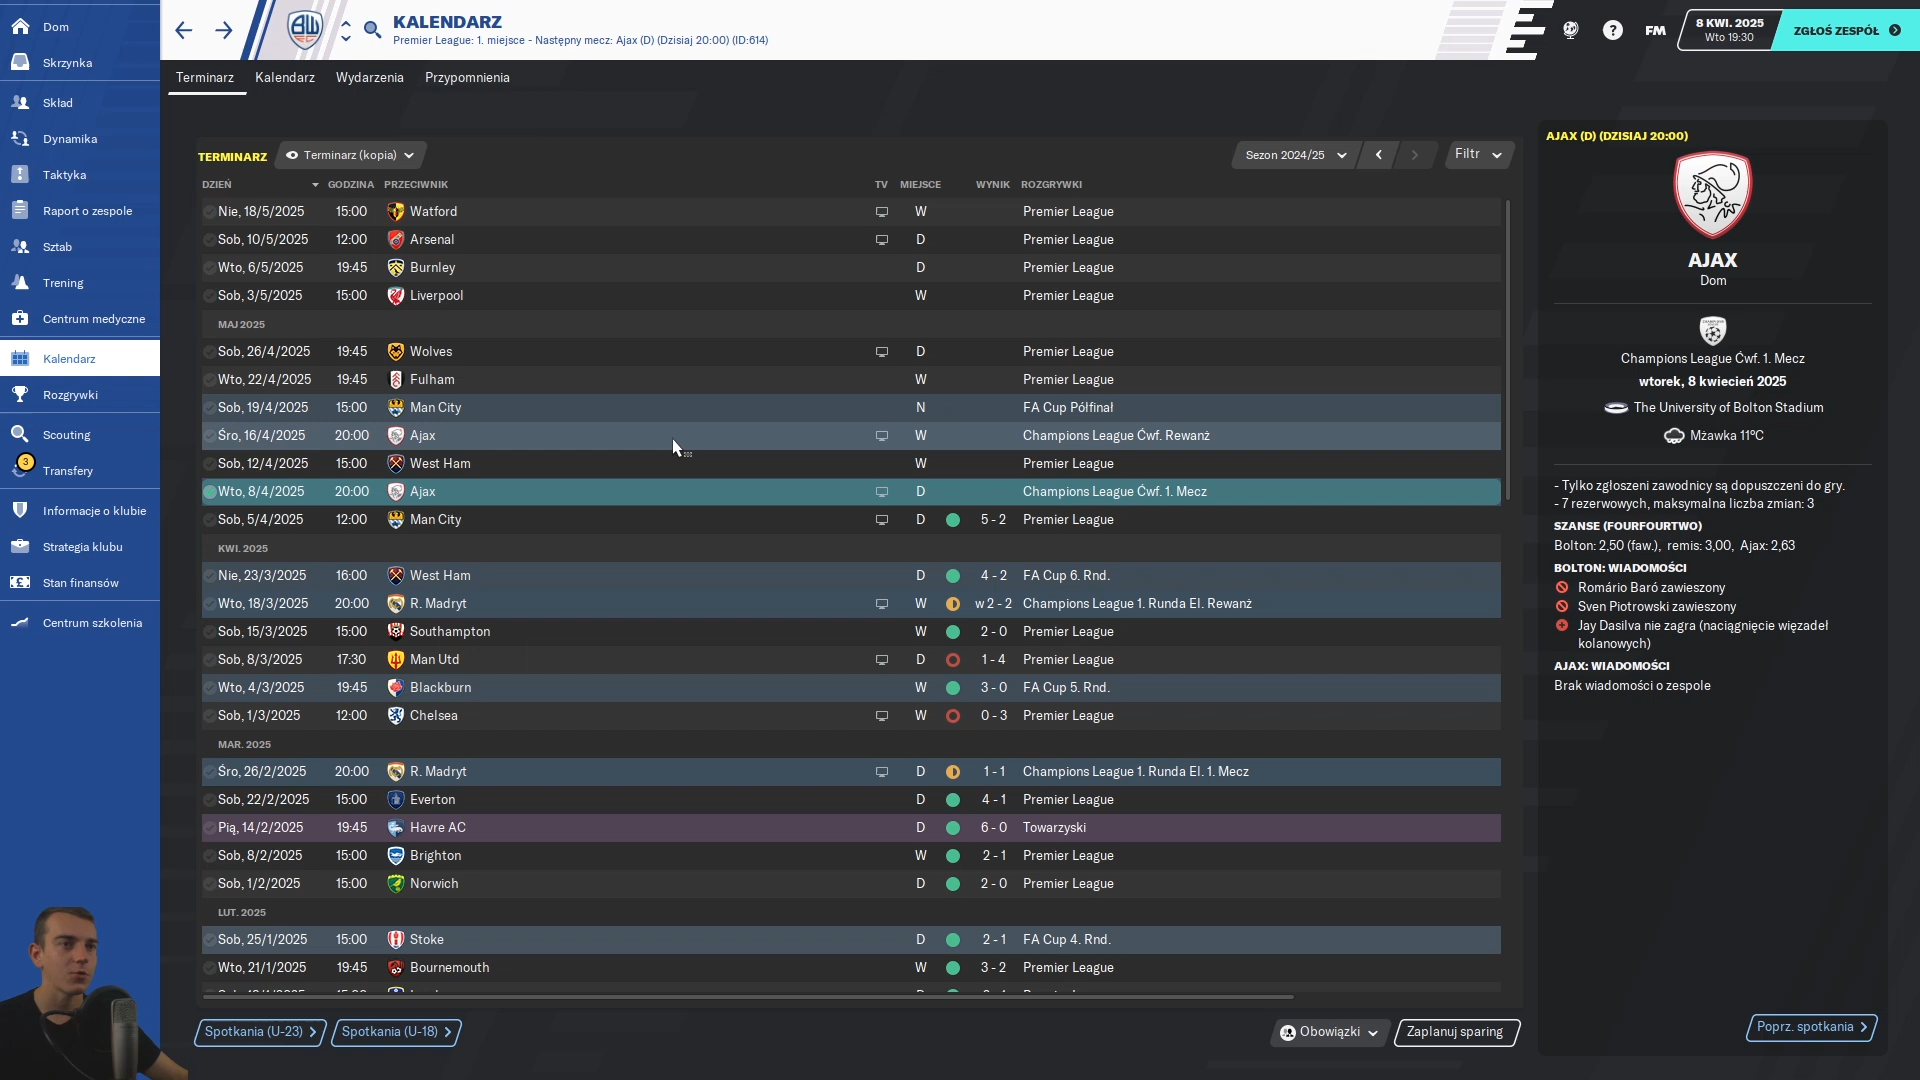 Dom
Skrzynka
Skład
Dynamika
Taktyka
Raport o zespole
Sztab
Trening
Centrum medyczne
Kalendarz
Rozgrywki
Scouting
3
Transfery
Informacje o klubie
Strategia klubu
Stan finansów
Centrum szkolenia
KALENDARZ
Premier League: 1. miejsce - Następny mecz: Ajax (D) (Dzisiaj 20:00) (ID:614)
FM
8 KWI. 2025
Wto 19:30
ZGŁOŚ ZESPÓŁ
Terminarz Kalendarz Wydarzenia Przypomnienia
TERMINARZ Terminarz (kopia) Sezon 2024/25 Filtr
DZIEŃ GODZINA PRZECIWNIK TV MIEJSCE WYNIK ROZGRYWKI
Nie, 18/5/2025 15:00 Watford W Premier League
Sob, 10/5/2025 12:00 Arsenal D Premier League
Wto, 6/5/2025 19:45 Burnley D Premier League
Sob, 3/5/2025 15:00 Liverpool W Premier League
MAJ 2025
Sob, 26/4/2025 19:45 Wolves D Premier League
Wto, 22/4/2025 19:45 Fulham W Premier League
Sob, 19/4/2025 15:00 Man City N FA Cup Półfinał
Śro, 16/4/2025 20:00 Ajax W Champions League Ćwf. Rewanż
Sob, 12/4/2025 15:00 West Ham W Premier League
Wto, 8/4/2025 20:00 Ajax D Champions League Ćwf. 1. Mecz
Sob, 5/4/2025 12:00 Man City D 5 - 2 Premier League
KWI. 2025
Nie, 23/3/2025 16:00 West Ham D 4 - 2 FA Cup 6. Rnd.
Wto, 18/3/2025 20:00 R. Madryt W w 2 - 2 Champions League 1. Runda El. Rewanż
Sob, 15/3/2025 15:00 Southampton W 2 - 0 Premier League
Sob, 8/3/2025 17:30 Man Utd D 1 - 4 Premier League
Wto, 4/3/2025 19:45 Blackburn W 3 - 0 FA Cup 5. Rnd.
Sob, 1/3/2025 12:00 Chelsea W 0 - 3 Premier League
MAR. 2025
Śro, 26/2/2025 20:00 R. Madryt D 1 - 1 Champions League 1. Runda El. 1. Mecz
Sob, 22/2/2025 15:00 Everton D 4 - 1 Premier League
Pią, 14/2/2025 19:45 Havre AC D 6 - 0 Towarzyski
Sob, 8/2/2025 15:00 Brighton W 2 - 1 Premier League
Sob, 1/2/2025 15:00 Norwich D 2 - 0 Premier League
LUT. 2025
Sob, 25/1/2025 15:00 Stoke D 2 - 1 FA Cup 4. Rnd.
Wto, 21/1/2025 19:45 Bournemouth W 3 - 2 Premier League
Spotkania (U-23) Spotkania (U-18) Obowiązki Zaplanuj sparing
AJAX (D) (DZISIAJ 20:00)
AJAX
Dom
Champions League Ćwf. 1. Mecz
wtorek, 8 kwiecień 2025
The University of Bolton Stadium
Mżawka 11°C
- Tylko zgłoszeni zawodnicy są dopuszczeni do gry.
- 7 rezerwowych, maksymalna liczba zmian: 3
SZANSE (FOURFOURTWO)
Bolton: 2,50 (faw.), remis: 3,00, Ajax: 2,63
BOLTON: WIADOMOŚCI
Romário Baró zawieszony
Sven Piotrowski zawieszony
Jay Dasilva nie zagra (naciągnięcie więzadeł
kolanowych)
AJAX: WIADOMOŚCI
Brak wiadomości o zespole
Poprz. spotkania